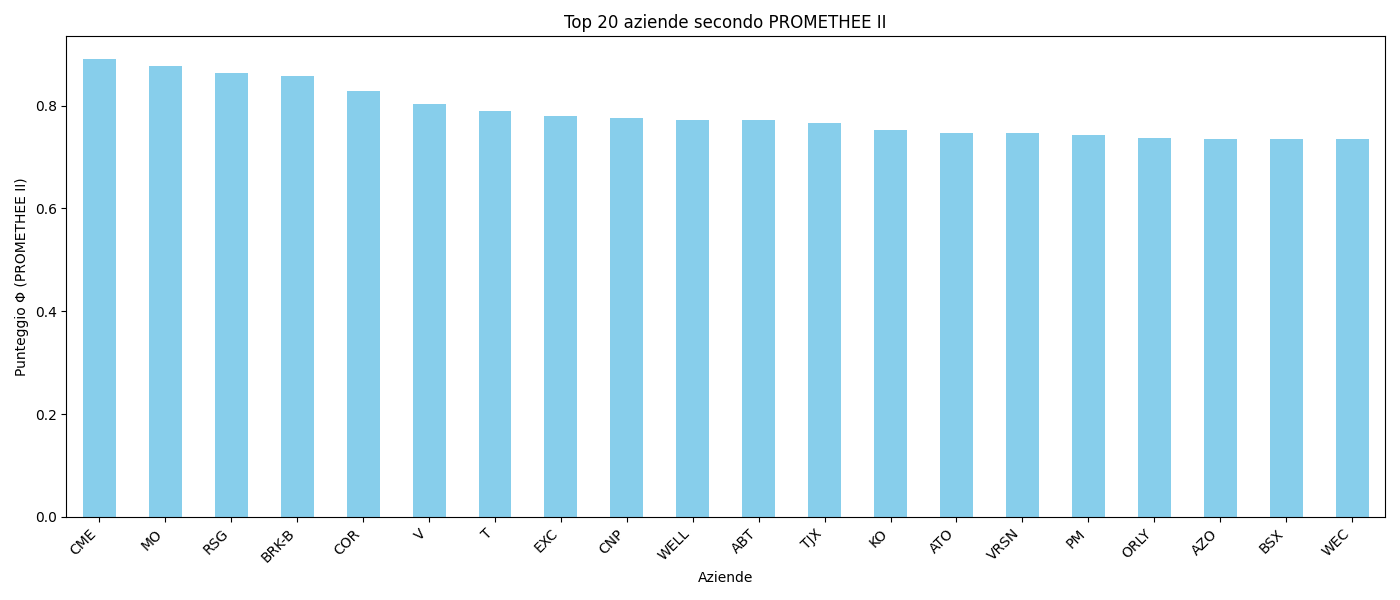 Top 20 aziende secondo PROMETHEE II
Punteggio Φ (PROMETHEE II)
0.8
0.6
0.4
0.2
0.0
CME
MO
RSG
BRK-B
COR
V
T
EXC
CNP
WELL
ABT
TJX
KO
ATO
VRSN
PM
ORLY
AZO
BSX
WEC
Aziende